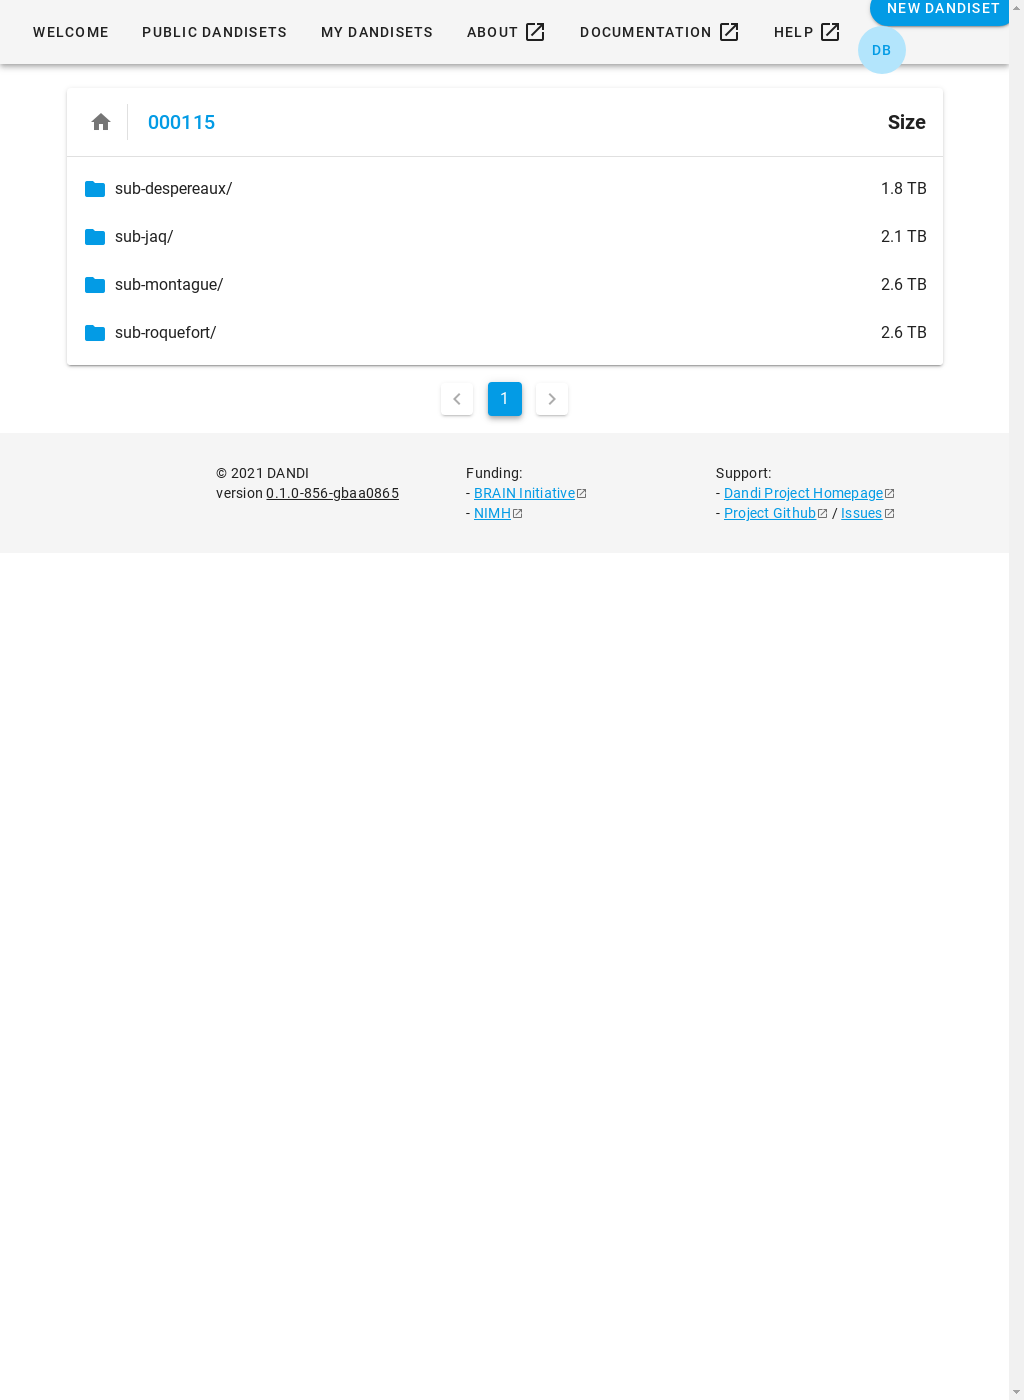 NEW DANDISET
WELCOME PUBLIC DANDISETS MY DANDISETS ABOUT DOCUMENTATION HELP
DB
000115 Size
sub-despereaux/ 1.8 TB
sub-jaq/ 2.1 TB
sub-montague/ 2.6 TB
sub-roquefort/ 2.6 TB
1
© 2021 DANDI Funding: Support:
version 0.1.0-856-gbaa0865 - BRAIN Initiative - Dandi Project Homepage
- NIMH - Project Github / Issues